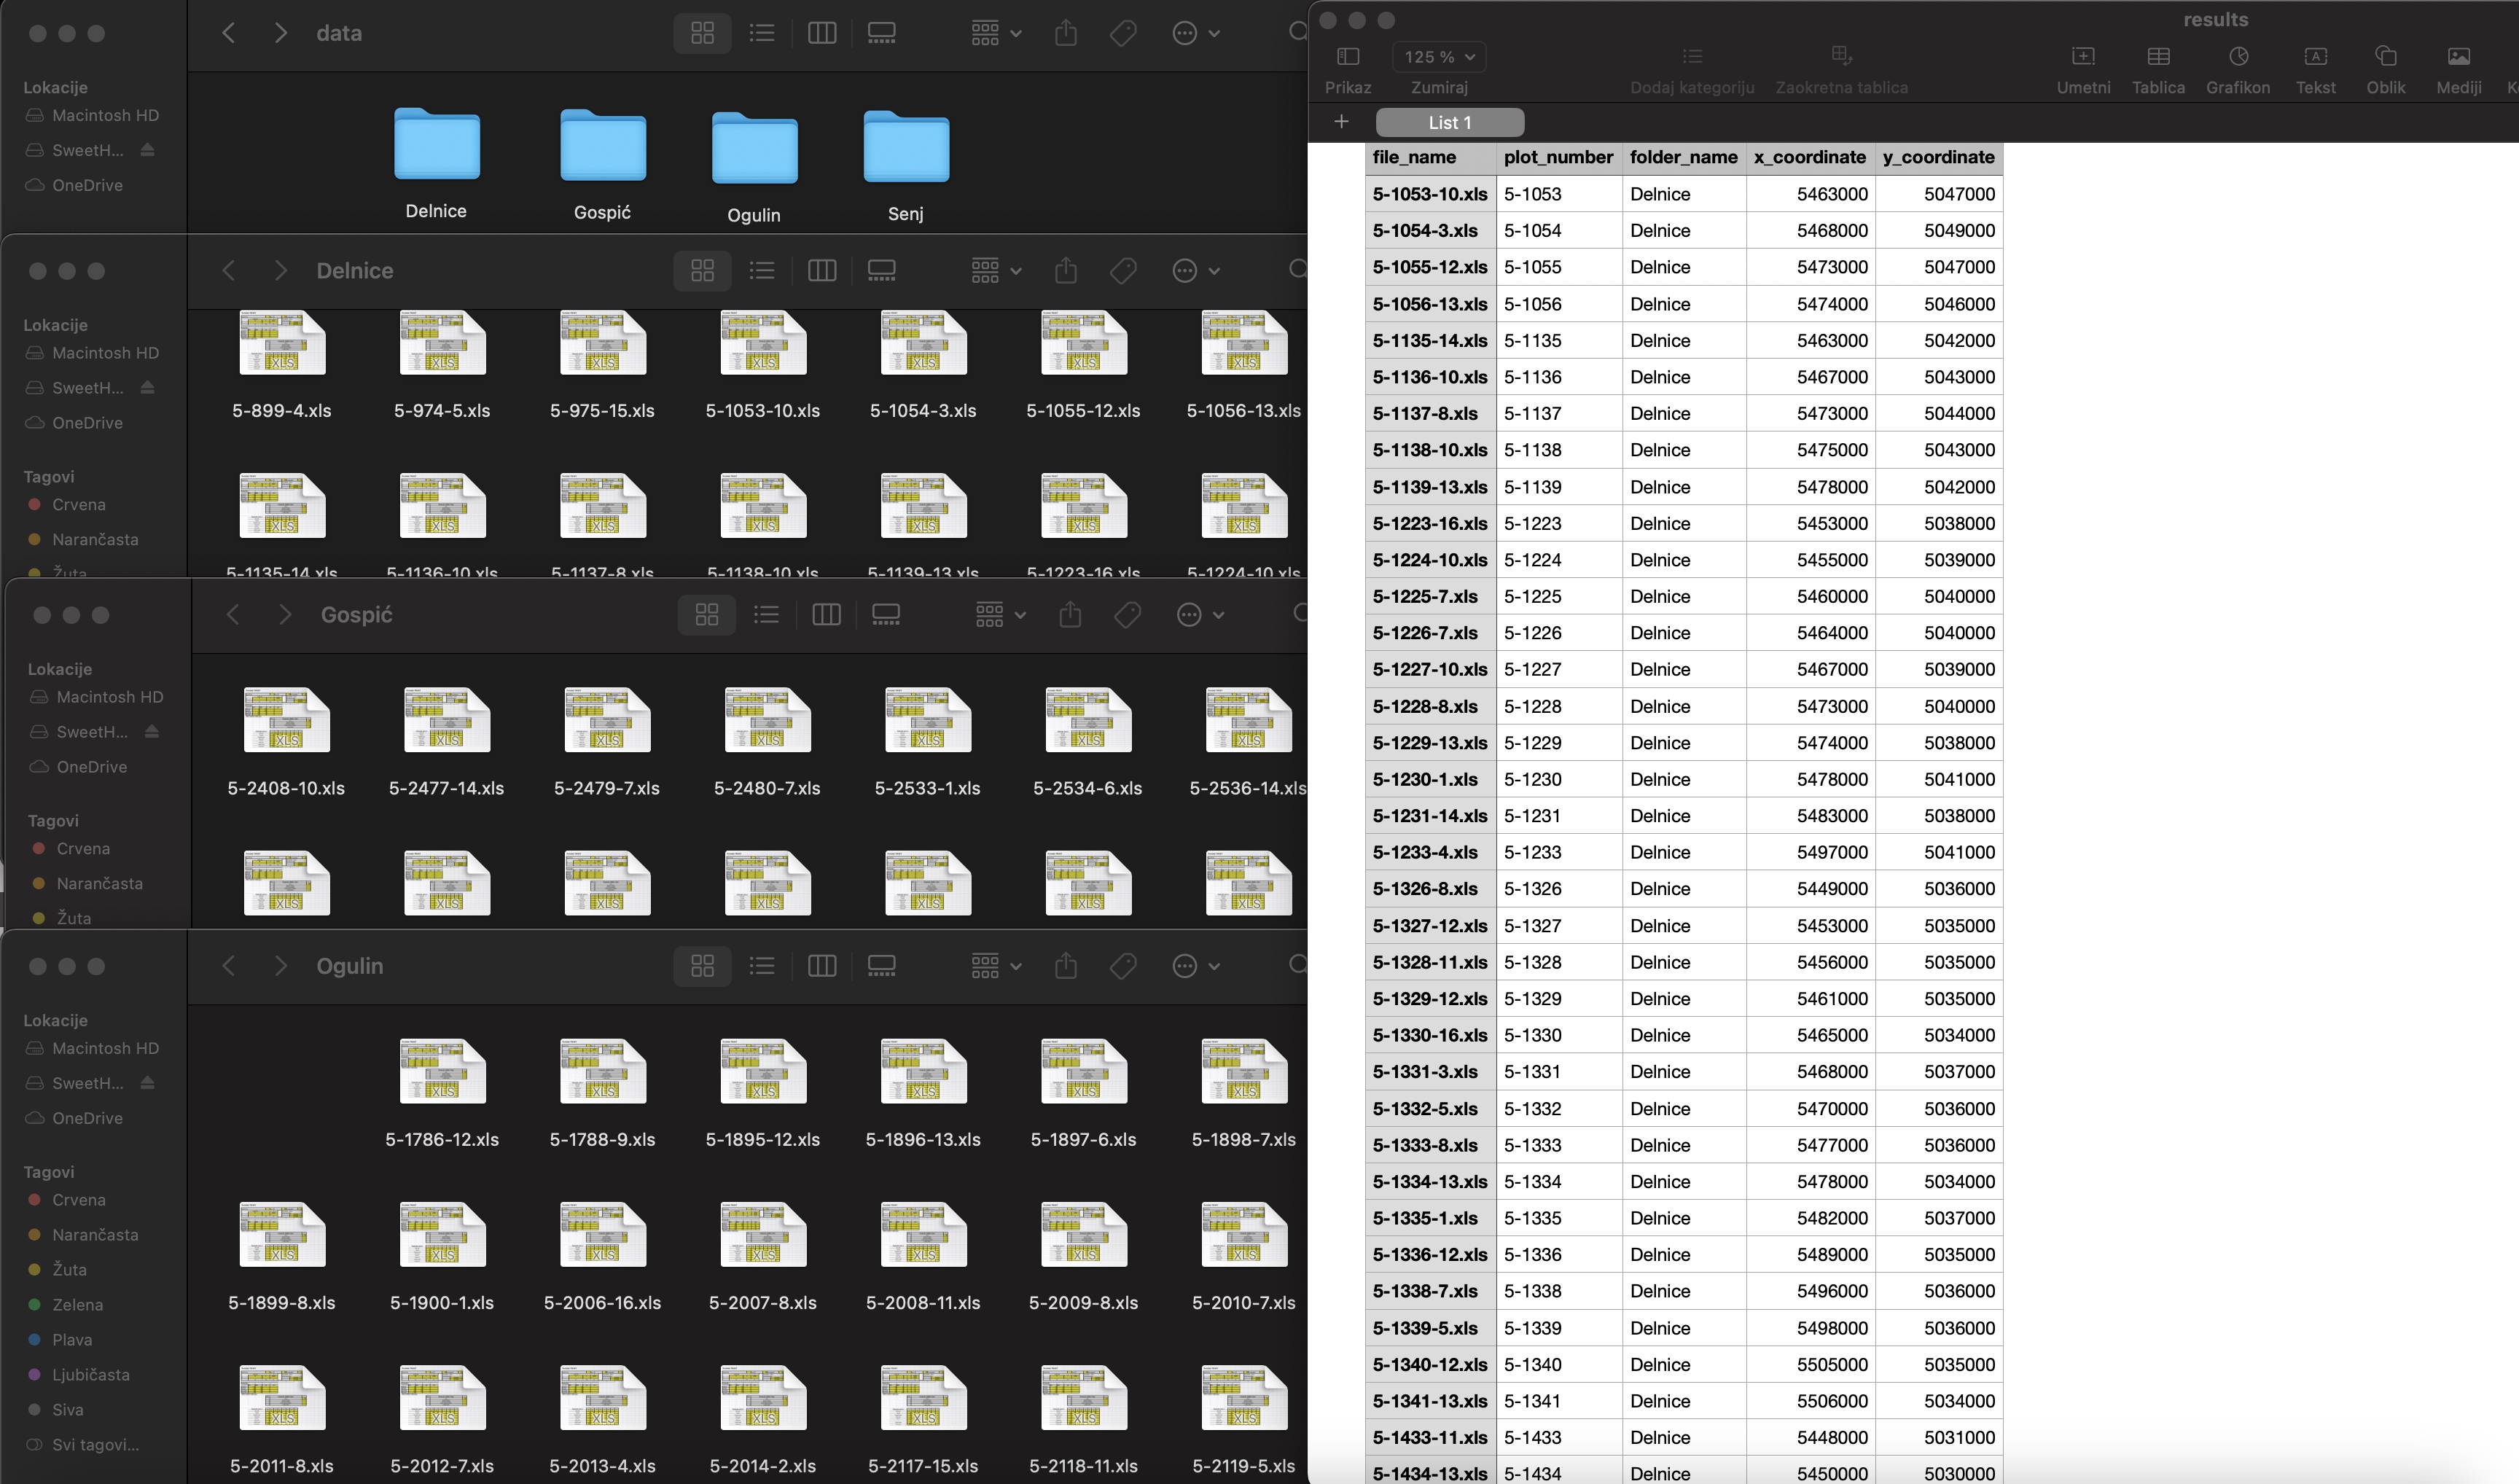 data
Lokacije
Macintosh HD
SweetH...
OneDrive
Delnice
Gospić
Ogulin
Senj
Delnice
Lokacije
Macintosh HD
SweetH...
OneDrive
Tagovi
Crvena
Narančasta
Žuta
5-899-4.xls 5-974-5.xls 5-975-15.xls 5-1053-10.xls 5-1054-3.xls 5-1055-12.xls 5-1056-13.xls
5-1135-14.xls 5-1136-10.xls 5-1137-8.xls 5-1138-10.xls 5-1139-13.xls 5-1223-16.xls 5-1224-10.xls
Gospić
Lokacije
Macintosh HD
SweetH...
OneDrive
Tagovi
Crvena
Narančasta
Žuta
5-2408-10.xls 5-2477-14.xls 5-2479-7.xls 5-2480-7.xls 5-2533-1.xls 5-2534-6.xls 5-2536-14.xls
Ogulin
Lokacije
Macintosh HD
SweetH...
OneDrive
Tagovi
Crvena
Narančasta
Žuta
Zelena
Plava
Ljubičasta
Siva
Svi tagovi...
5-1786-12.xls 5-1788-9.xls 5-1895-12.xls 5-1896-13.xls 5-1897-6.xls 5-1898-7.xls
5-1899-8.xls 5-1900-1.xls 5-2006-16.xls 5-2007-8.xls 5-2008-11.xls 5-2009-8.xls 5-2010-7.xls
5-2011-8.xls 5-2012-7.xls 5-2013-4.xls 5-2014-2.xls 5-2117-15.xls 5-2118-11.xls 5-2119-5.xls
results
125 %
Prikaz Zumiraj Dodaj kategoriju Zaokretna tablica Umetni Tablica Grafikon Tekst Oblik Mediji
List 1
file_name plot_number folder_name x_coordinate y_coordinate
5-1053-10.xls 5-1053 Delnice 5463000 5047000
5-1054-3.xls 5-1054 Delnice 5468000 5049000
5-1055-12.xls 5-1055 Delnice 5473000 5047000
5-1056-13.xls 5-1056 Delnice 5474000 5046000
5-1135-14.xls 5-1135 Delnice 5463000 5042000
5-1136-10.xls 5-1136 Delnice 5467000 5043000
5-1137-8.xls 5-1137 Delnice 5473000 5044000
5-1138-10.xls 5-1138 Delnice 5475000 5043000
5-1139-13.xls 5-1139 Delnice 5478000 5042000
5-1223-16.xls 5-1223 Delnice 5453000 5038000
5-1224-10.xls 5-1224 Delnice 5455000 5039000
5-1225-7.xls 5-1225 Delnice 5460000 5040000
5-1226-7.xls 5-1226 Delnice 5464000 5040000
5-1227-10.xls 5-1227 Delnice 5467000 5039000
5-1228-8.xls 5-1228 Delnice 5473000 5040000
5-1229-13.xls 5-1229 Delnice 5474000 5038000
5-1230-1.xls 5-1230 Delnice 5478000 5041000
5-1231-14.xls 5-1231 Delnice 5483000 5038000
5-1233-4.xls 5-1233 Delnice 5497000 5041000
5-1326-8.xls 5-1326 Delnice 5449000 5036000
5-1327-12.xls 5-1327 Delnice 5453000 5035000
5-1328-11.xls 5-1328 Delnice 5456000 5035000
5-1329-12.xls 5-1329 Delnice 5461000 5035000
5-1330-16.xls 5-1330 Delnice 5465000 5034000
5-1331-3.xls 5-1331 Delnice 5468000 5037000
5-1332-5.xls 5-1332 Delnice 5470000 5036000
5-1333-8.xls 5-1333 Delnice 5477000 5036000
5-1334-13.xls 5-1334 Delnice 5478000 5034000
5-1335-1.xls 5-1335 Delnice 5482000 5037000
5-1336-12.xls 5-1336 Delnice 5489000 5035000
5-1338-7.xls 5-1338 Delnice 5496000 5036000
5-1339-5.xls 5-1339 Delnice 5498000 5036000
5-1340-12.xls 5-1340 Delnice 5505000 5035000
5-1341-13.xls 5-1341 Delnice 5506000 5034000
5-1433-11.xls 5-1433 Delnice 5448000 5031000
5-1434-13.xls 5-1434 Delnice 5450000 5030000